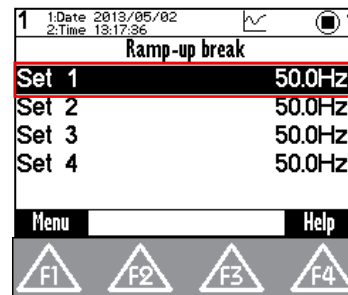 1 1:Date 2013/05/02
2:Time 13:17:36
Ramp-up break
Set 1 50.0Hz
Set 2 50.0Hz
Set 3 50.0Hz
Set 4 50.0Hz
Menu Help
F1 F2 F3 F4